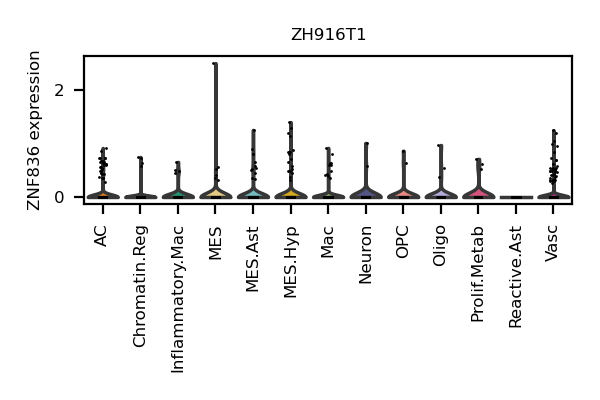 ZH916T1
ZNF836 expression
2
0
AC
Chromatin.Reg
Inflammatory.Mac
MES
MES.Ast
MES.Hyp
Mac
Neuron
OPC
Oligo
Prolif.Metab
Reactive.Ast
Vasc